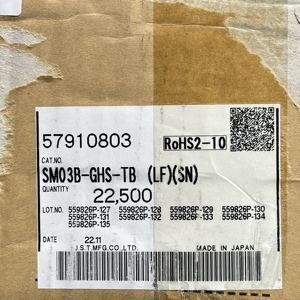 57910803 RoHS2-10
CAT.NO.
SM03B-GHS-TB (LF)(SN)
QUANTITY
22,500
LOT.NO. 559826P-127 559826P-128 559826P-129 559826P-130
559826P-131 559826P-132 559826F-133 559826P-134
559826P-135
DATE 22.11
J.S.T.MFG.CO.,LTD. MADE IN JAPAN